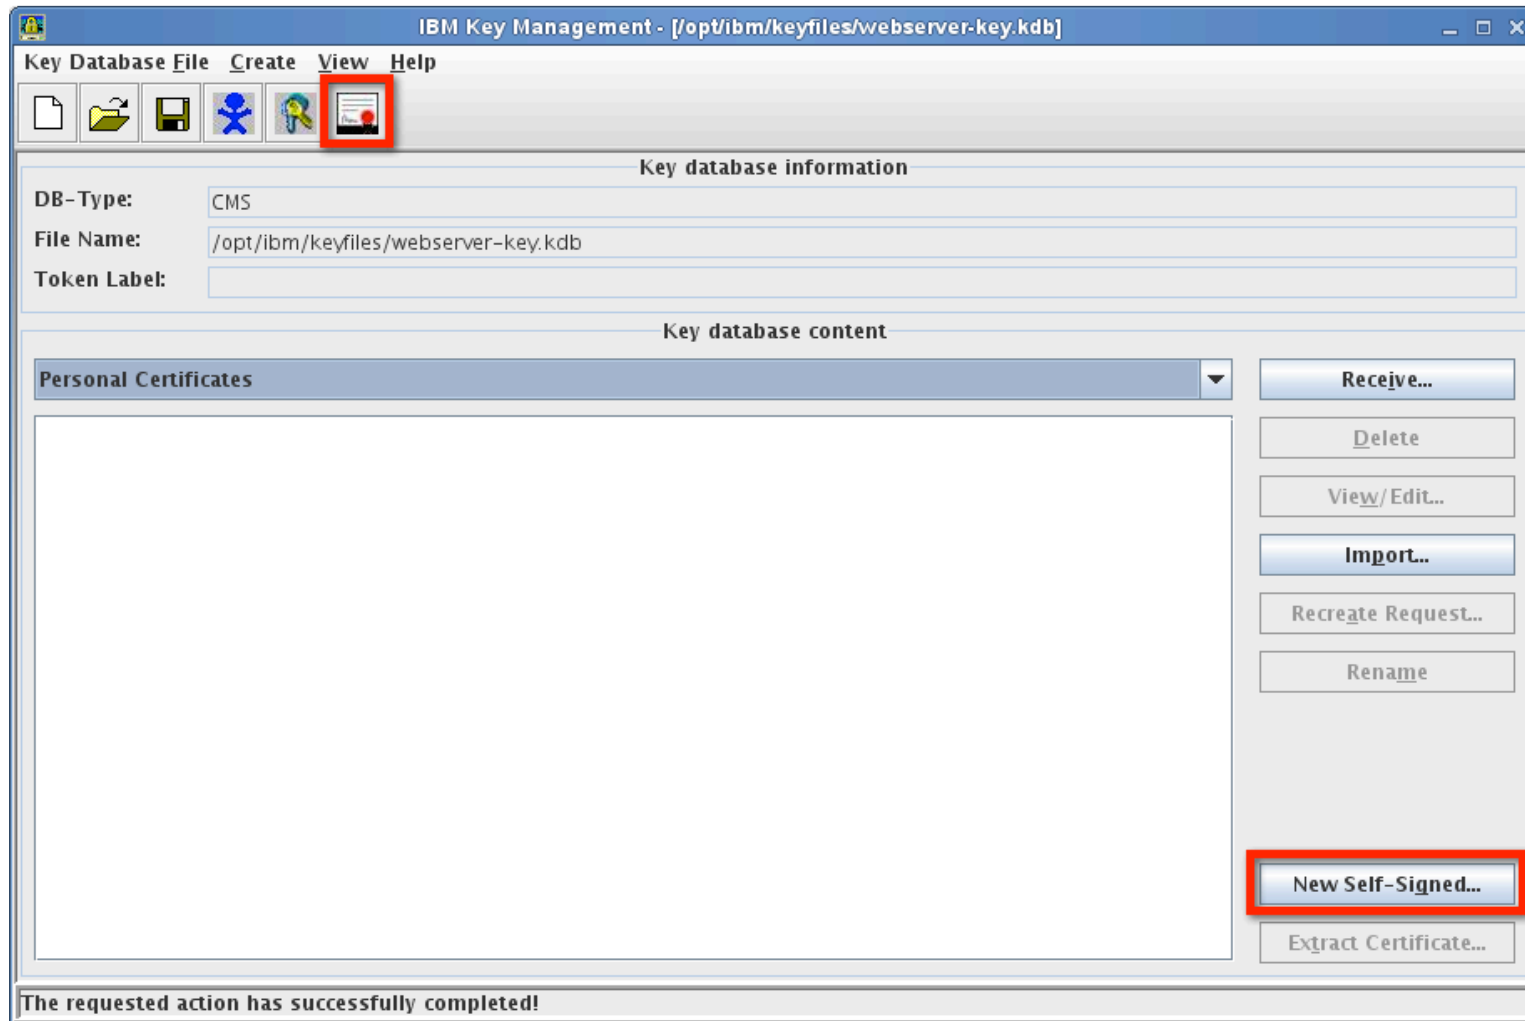 IBM Key Management - [/opt/ibm/keyfiles/webserver-key.kdb]
Key Database File Create View Help
Key database information
DB-Type: CMS
File Name: /opt/ibm/keyfiles/webserver-key.kdb
Token Label:
Key database content
Personal Certificates
Receive...
Delete
View/Edit...
Import...
Recreate Request...
Rename
New Self-Signed...
Extract Certificate...
The requested action has successfully completed!